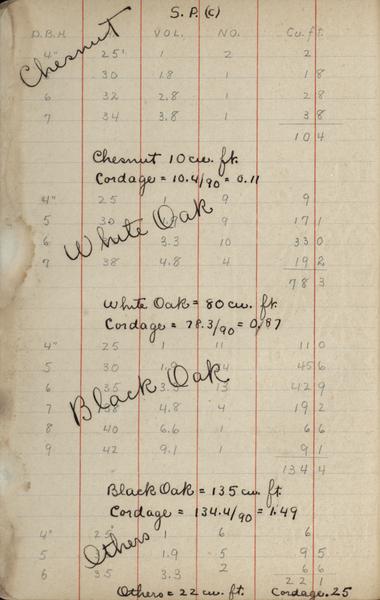 S. P. (c)
D.B.H. VOL. NO. Cu. ft.
Chesnut
4" 25' 1 2 2
30 1.8 1 1 8
6 32 2.8 1 2 8
7 34 3.8 1 3 8
10 4
Chesnut 10 cu. ft.
Cordage = 10.4/90 = 0.11
4" 25 1 9 9
White Oak
5 30 9 17 1
6 3.3 10 33 0
7 38 4.8 4 19 2
78 3
White Oak = 80 cu. ft.
Cordage = 78.3/90 = 0.87
4" 25 1 11 11 0
Black Oak
5 30 1.9 45 6
6 35 13 42 9
7 38 4.8 4 19 2
8 40 6.6 1 6 6
9 42 9.1 1 9 1
134 4
Black Oak = 135 cu. ft.
Cordage = 134.4/90 = 1.49
Others
4" 25' 1 6 6
5 1.9 5 9 5
6 35 3.3 2 6 6
22 1
Others = 22 cu. ft. Cordage .25